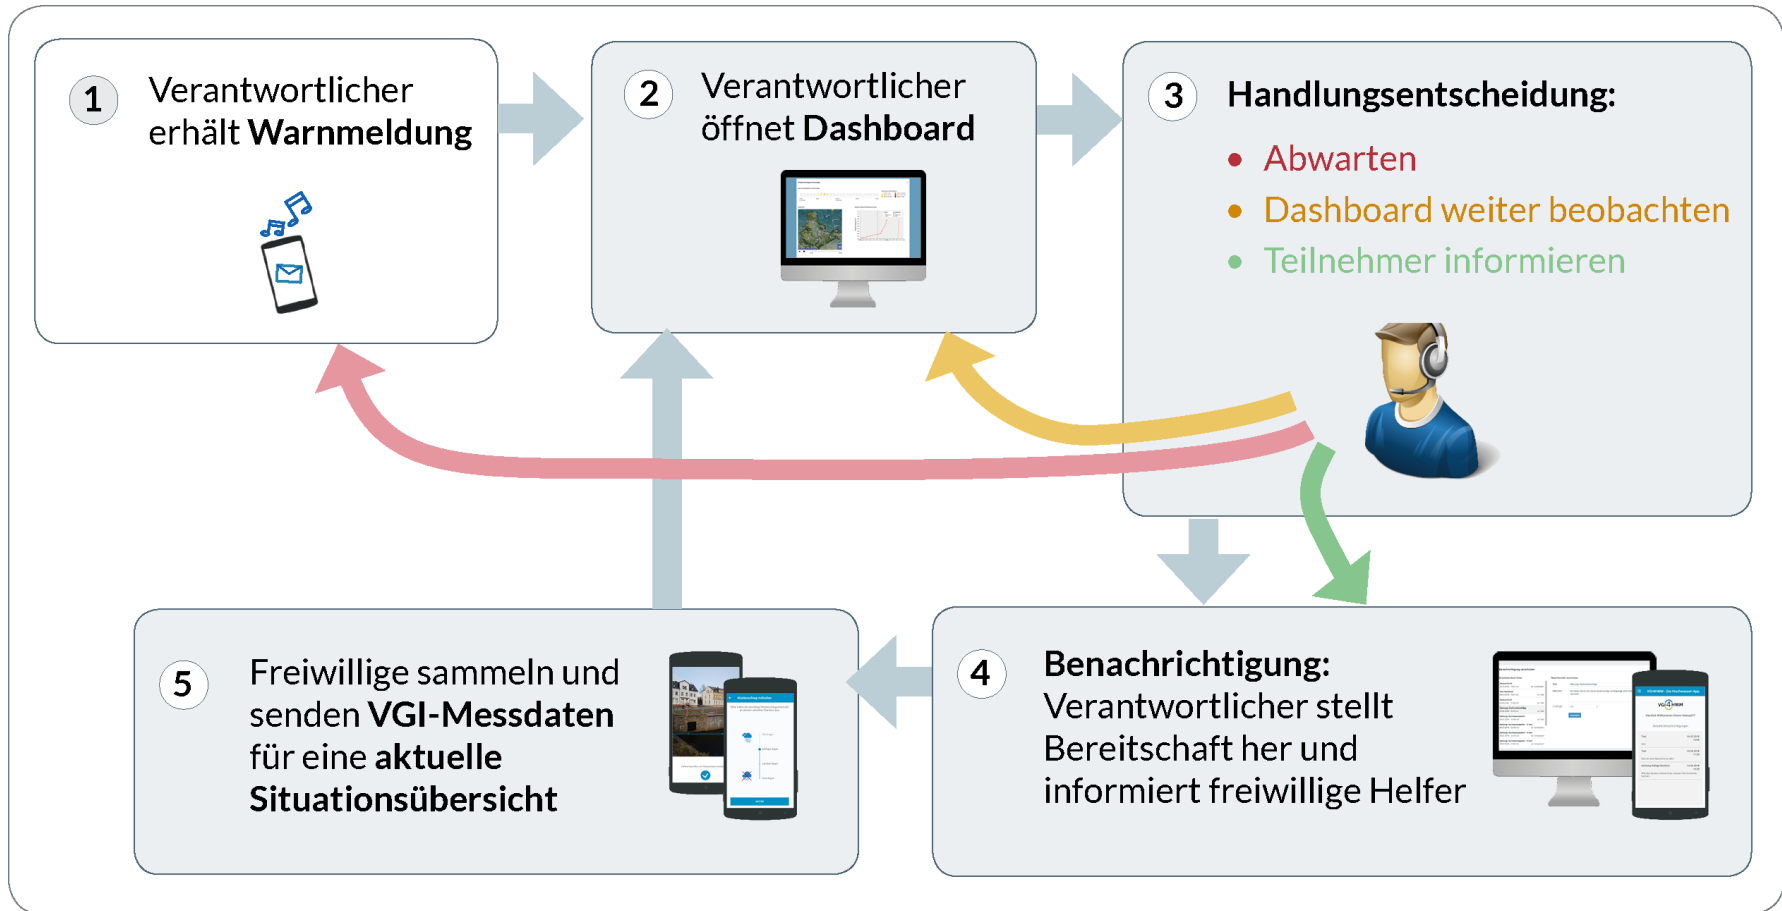 1
Verantwortlicher
erhält Warnmeldung
2
Verantwortlicher
öffnet Dashboard
3
Handlungsentscheidung:
• Abwarten
• Dashboard weiter beobachten
• Teilnehmer informieren
5
Freiwillige sammeln und
senden VGI-Messdaten
für eine aktuelle
Situationsübersicht
4
Benachrichtigung:
Verantwortlicher stellt
Bereitschaft her und
informiert freiwillige Helfer